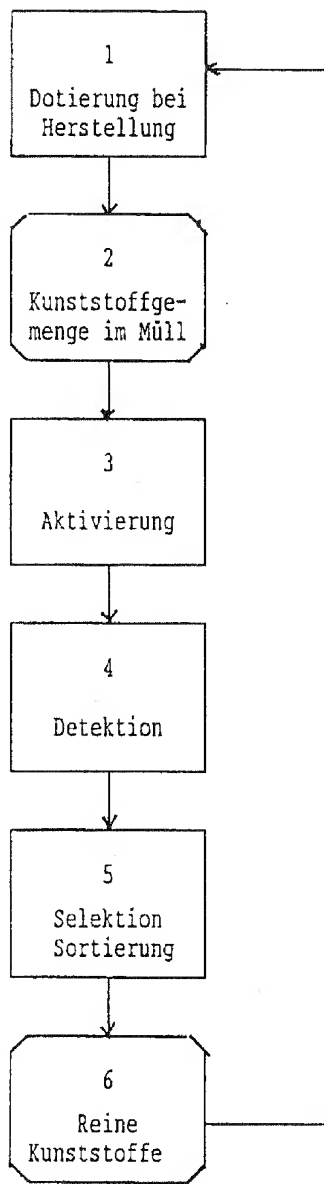 1
Dotierung bei
Herstellung
2
Kunststoffge-
menge im Müll
3
Aktivierung
4
Detektion
5
Selektion
Sortierung
6
Reine
Kunststoffe